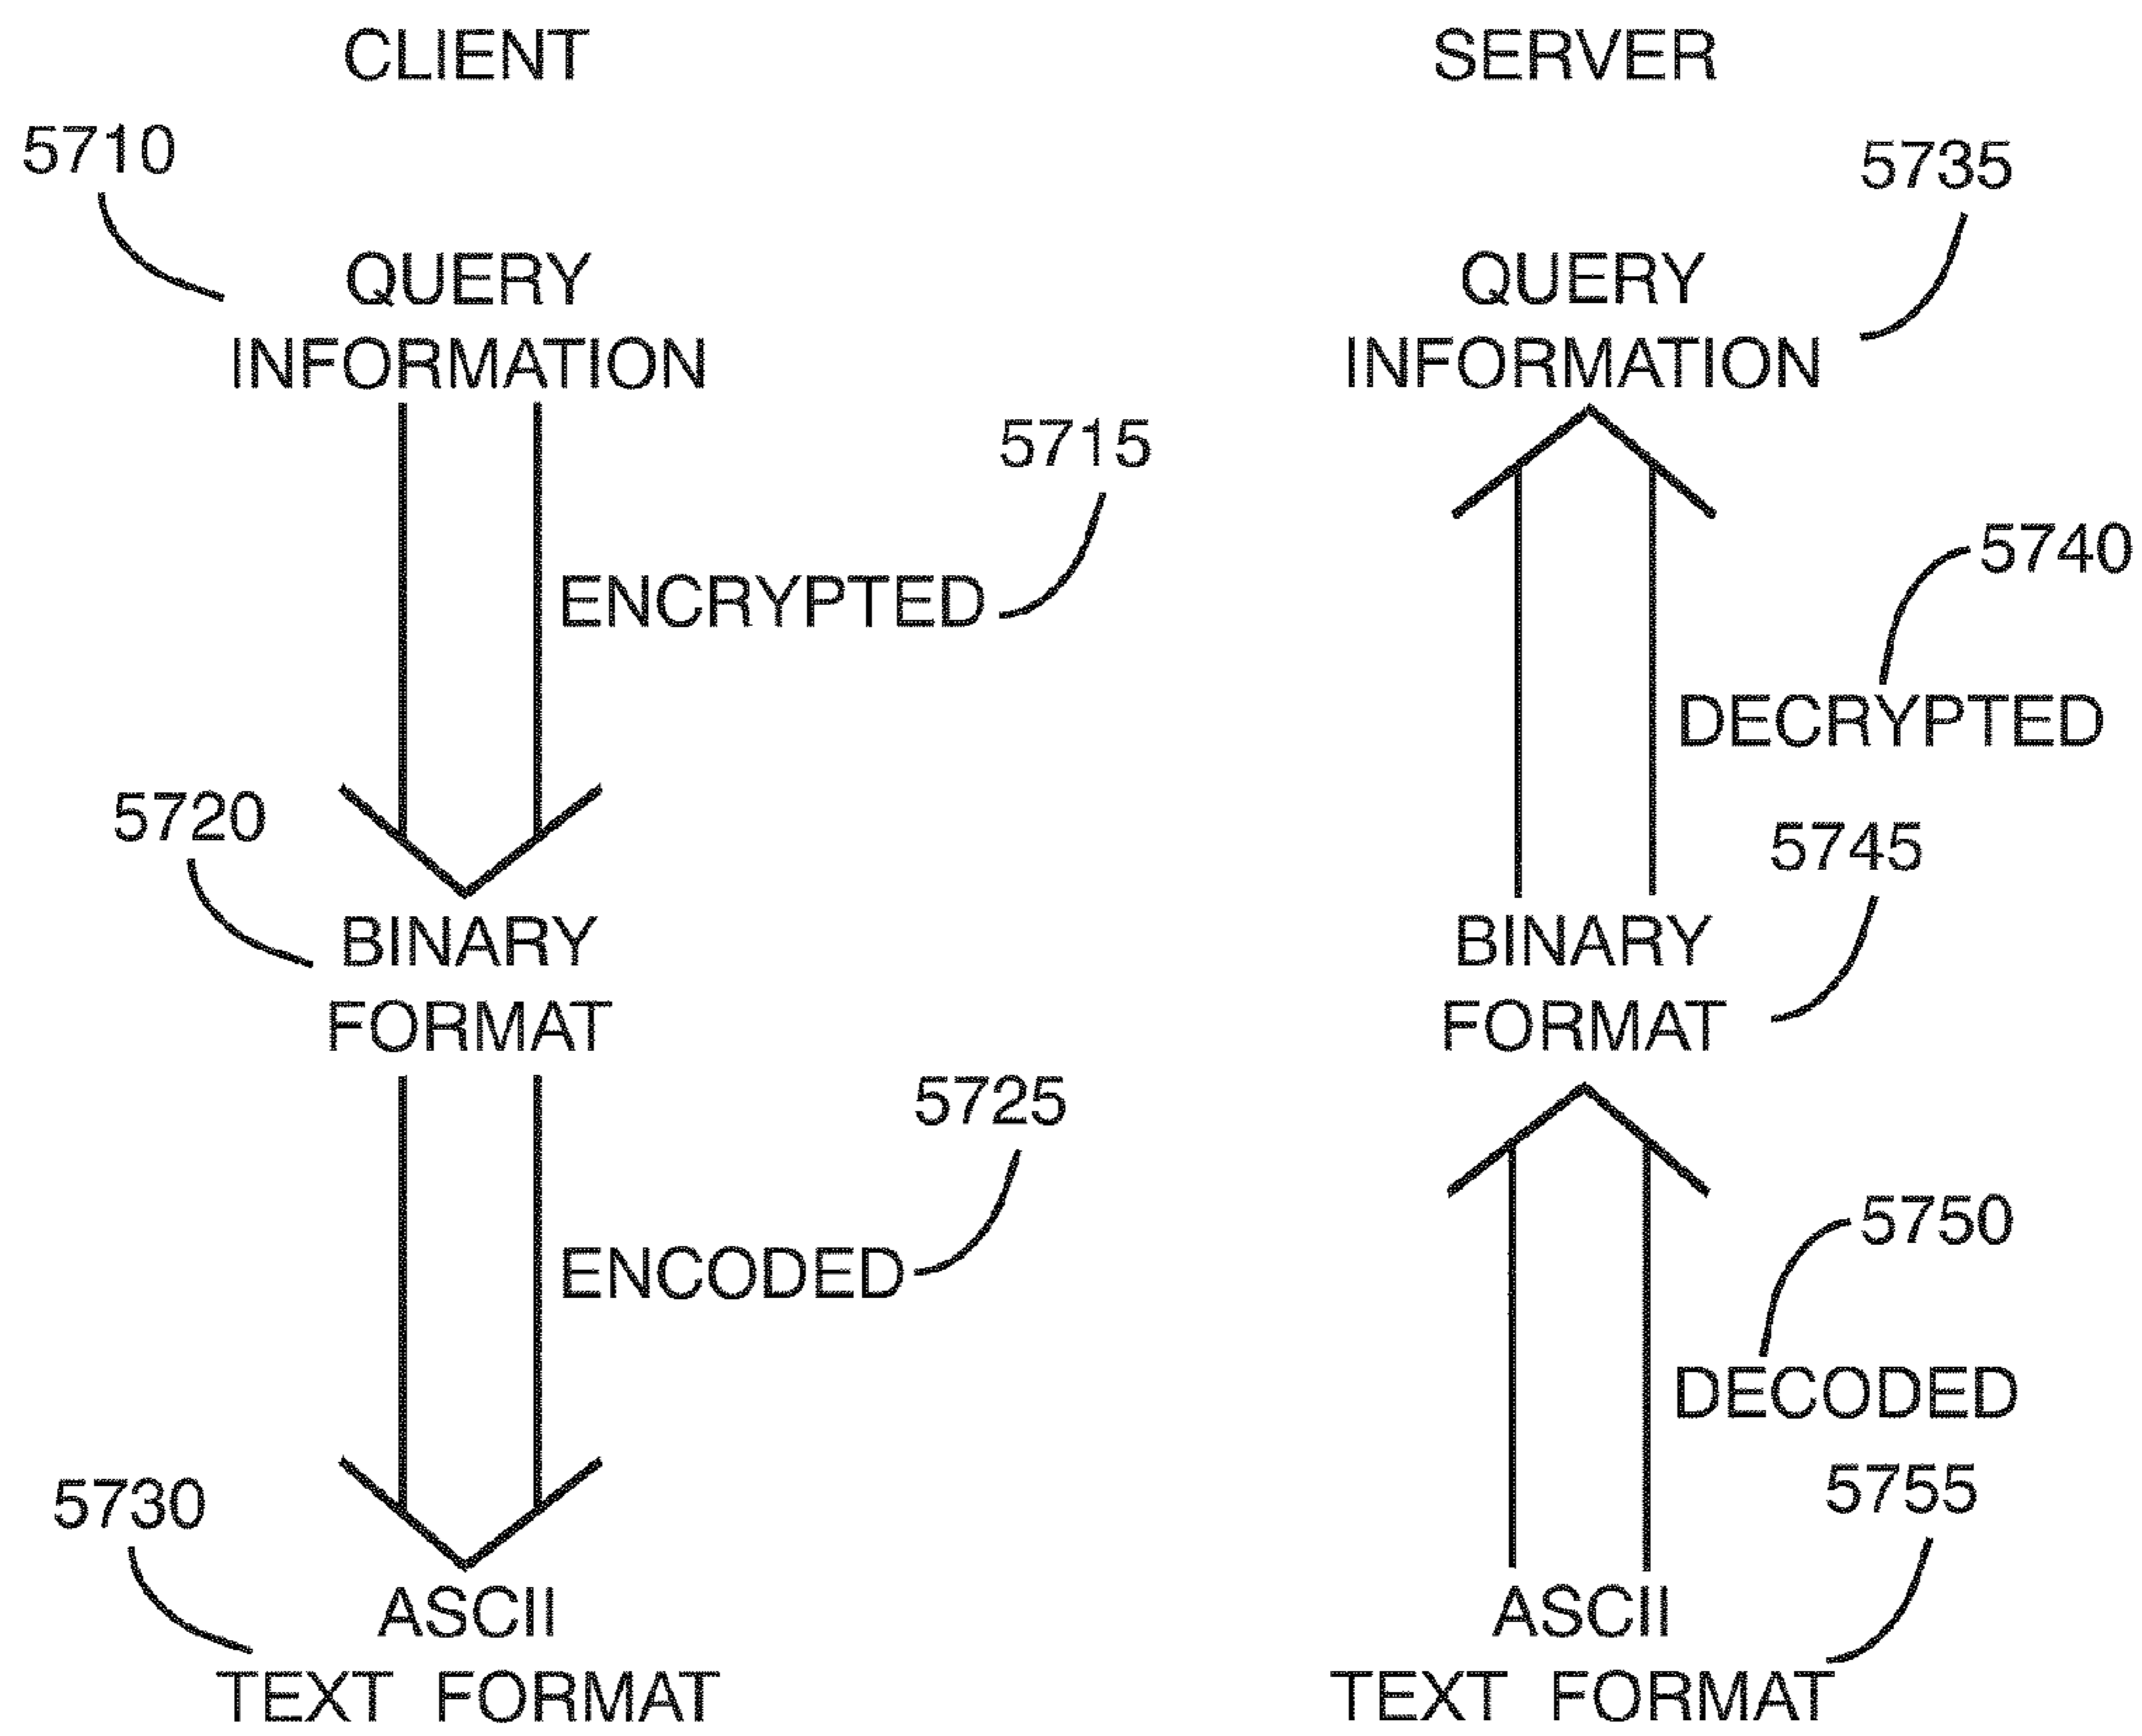 CLIENT
5710
QUERY
INFORMATION
5715
ENCRYPTED
5720
BINARY
FORMAT
5725
ENCODED
5730
ASCII
TEXT FORMAT
SERVER
5735
QUERY
INFORMATION
5740
DECRYPTED
5745
BINARY
FORMAT
5750
DECODED
5755
ASCII
TEXT FORMAT